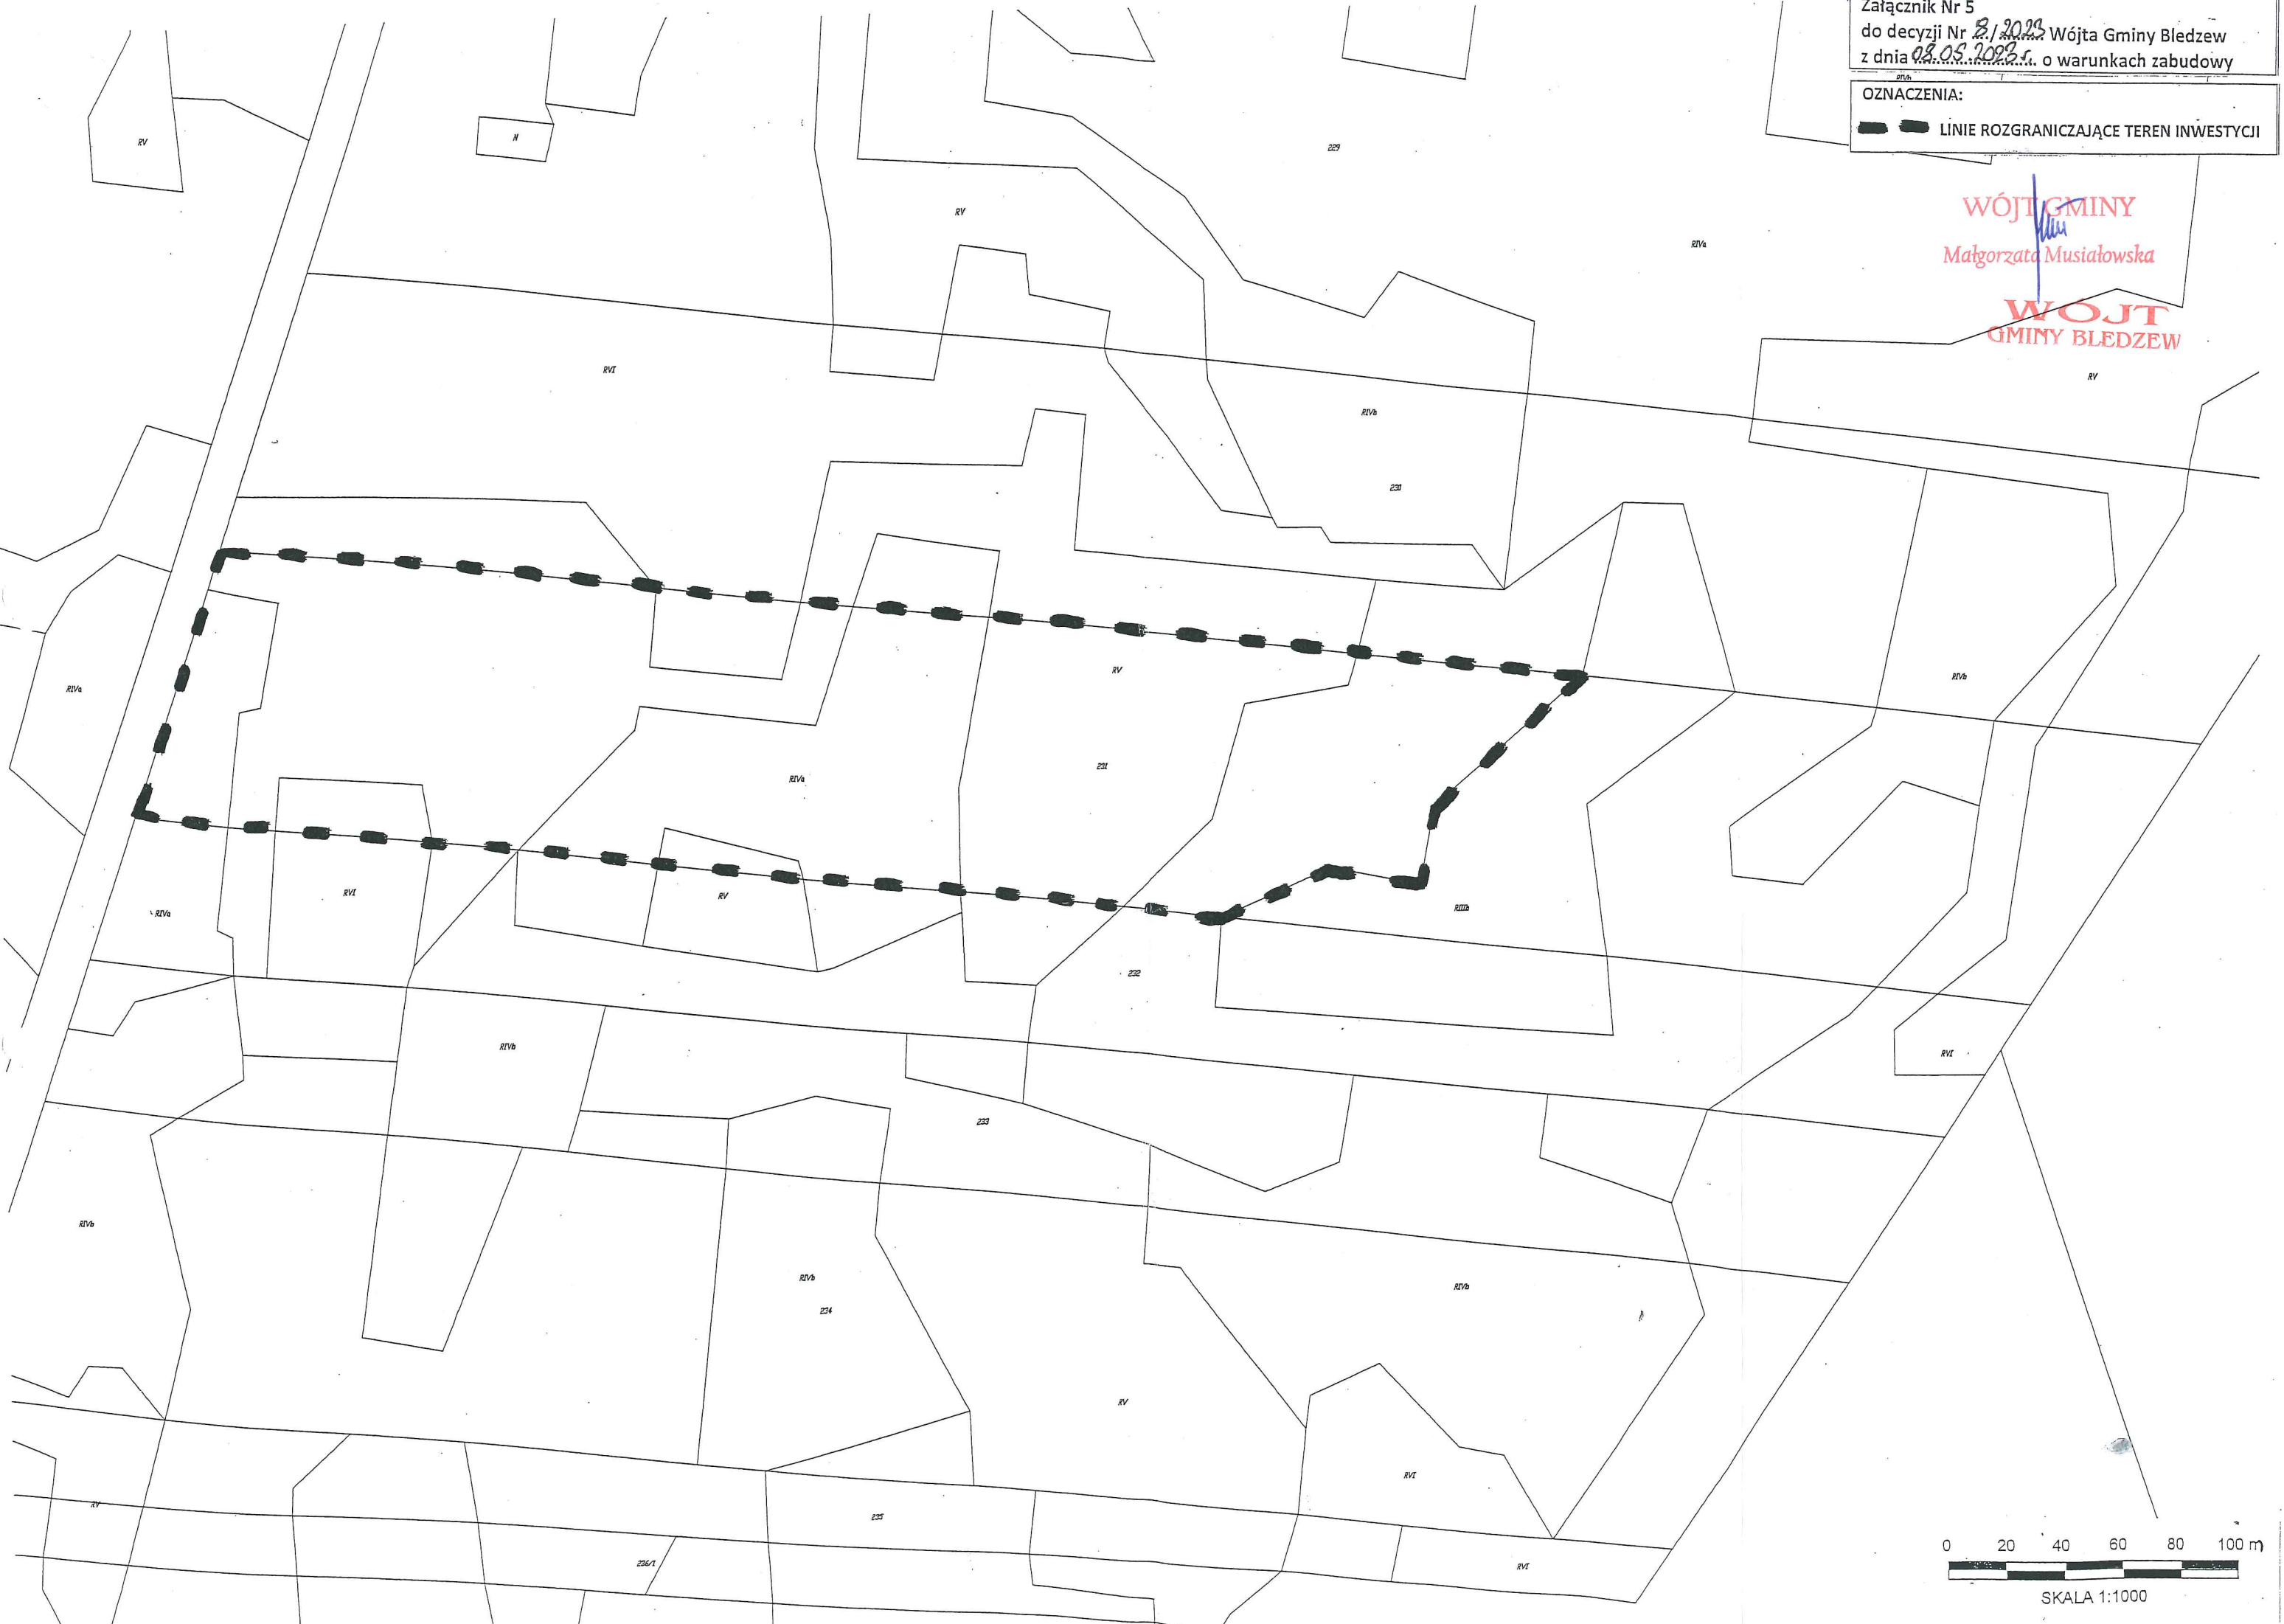 Załącznik Nr 5
do decyzji Nr 8/2023 Wójta Gminy Bledzew
z dnia 08.05.2023 r. o warunkach zabudowy
OZNACZENIA:
LINIE ROZGRANICZAJĄCE TEREN INWESTYCJI
WÓJT GMINY
Małgorzata Musiałowska
WÓJT
GMINY BLEDZEW
RV
N
229
RV
RIVa
RVI
RV
RIVb
230
RIVa
RV
RIVb
231
RIVa
RVI
RV
RIVa
RIIIb
232
RIVb
RVI
233
RIVb
RIVb
234
RIVb
RV
RVI
RV
235
236/1
RVI
0 20 40 60 80 100 m
SKALA 1:1000